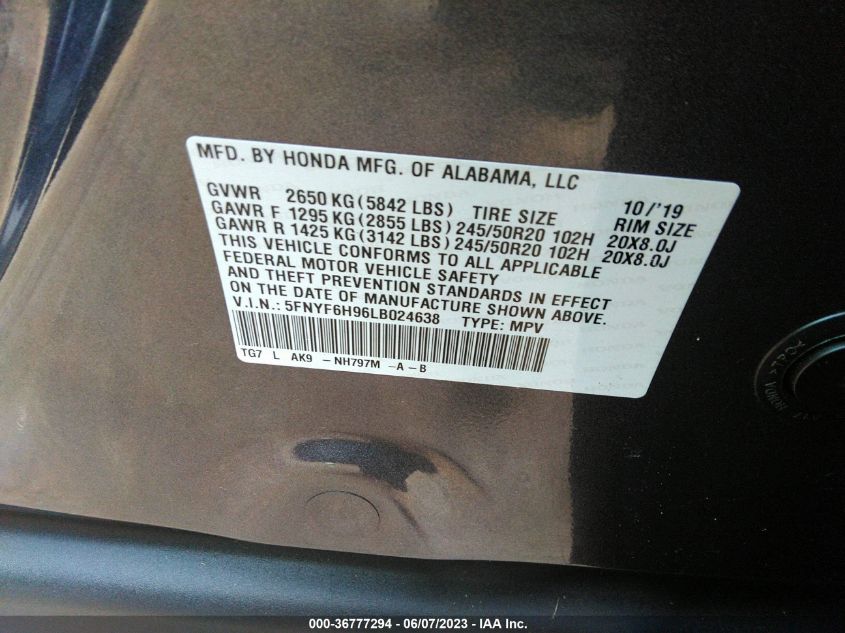 MFD. BY HONDA MFG. OF ALABAMA, LLC
10/'19
GVWR 2650 KG (5842 LBS) TIRE SIZE RIM SIZE
GAWR F 1295 KG (2855 LBS) 245/50R20 102H 20X8.0J
GAWR R 1425 KG (3142 LBS) 245/50R20 102H 20X8.0J
THIS VEHICLE CONFORMS TO ALL APPLICABLE
FEDERAL MOTOR VEHICLE SAFETY
AND THEFT PREVENTION STANDARDS IN EFFECT
ON THE DATE OF MANUFACTURE SHOWN ABOVE.
V.I.N.: 5FNYF6H96LB024638 TYPE: MPV
TG7 L AK9 -NH797M -A-B
000-36777294 - 06/07/2023 - IAA Inc.